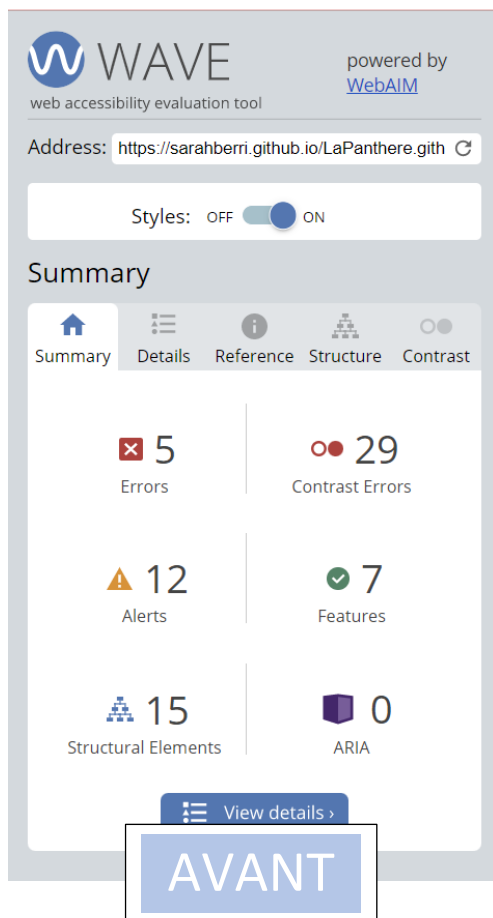 WAVE
web accessibility evaluation tool
powered by
WebAIM
Address: https://sarahberri.github.io/LaPanthere.gith
Styles: OFF ON
Summary
Summary Details Reference Structure Contrast
5 29
Errors Contrast Errors
12 7
Alerts Features
15 0
Structural Elements ARIA
View details ›
AVANT